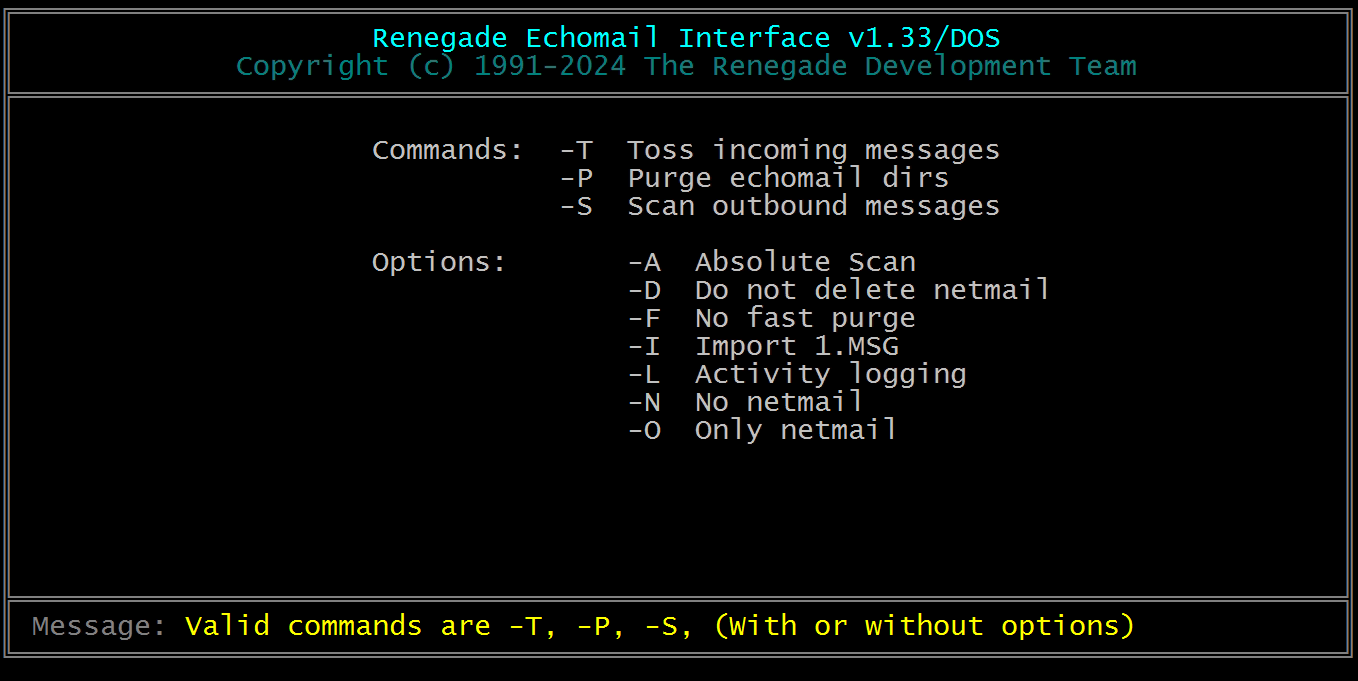 Renegade Echomail Interface v1.33/DOS
Copyright (c) 1991-2024 The Renegade Development Team
Commands: -T Toss incoming messages
-P Purge echomail dirs
-S Scan outbound messages
Options: -A Absolute Scan
-D Do not delete netmail
-F No fast purge
-I Import 1.MSG
-L Activity logging
-N No netmail
-O Only netmail
Message: Valid commands are -T, -P, -S, (With or without options)